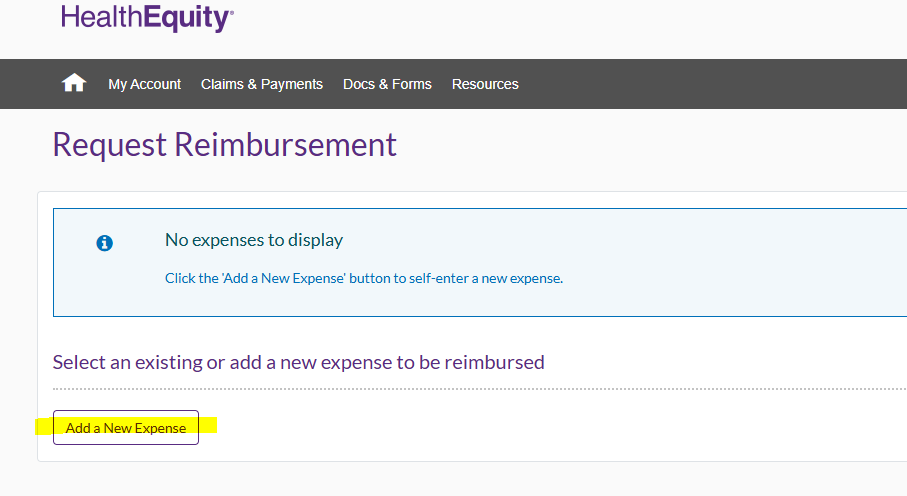 HealthEquity®
My Account Claims & Payments Docs & Forms Resources
Request Reimbursement
No expenses to display
Click the 'Add a New Expense' button to self-enter a new expense.
Select an existing or add a new expense to be reimbursed
Add a New Expense